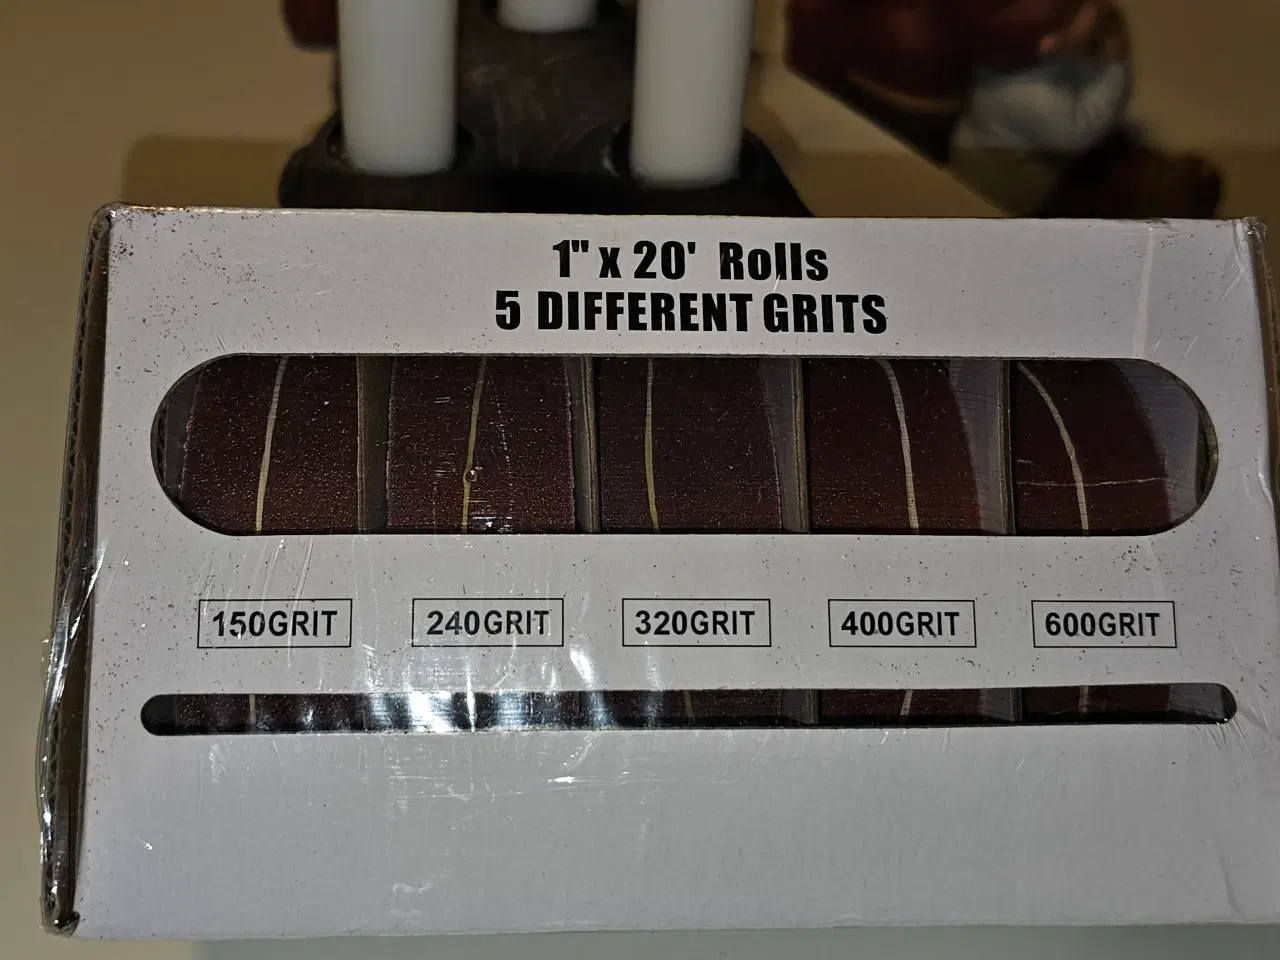 1" x 20' Rolls
5 DIFFERENT GRITS
150GRIT 240GRIT 320GRIT 400GRIT 600GRIT